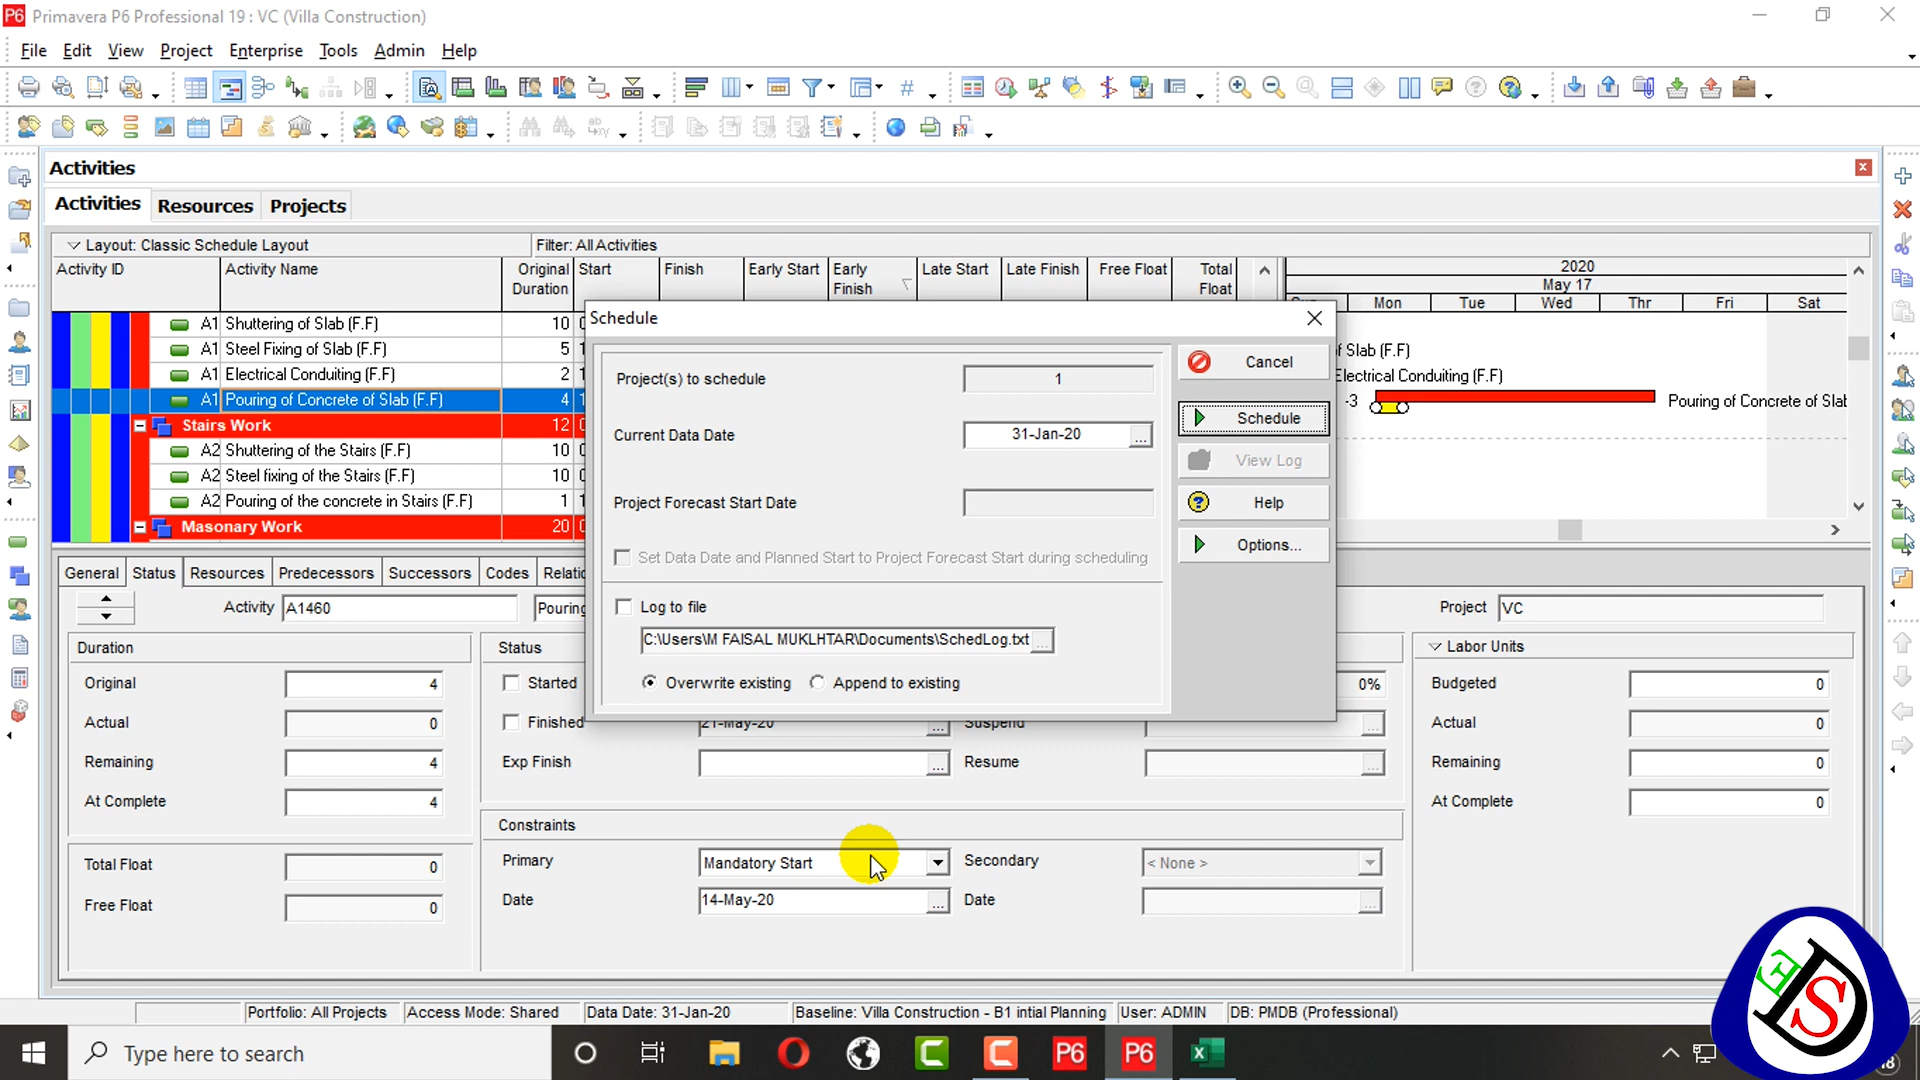 P6 Primavera P6 Professional 19 : VC (Villa Construction)
File Edit View Project Enterprise Tools Admin Help
Activities
Activities Resources Projects
Layout: Classic Schedule Layout Filter: All Activities
Activity ID Activity Name Original Duration Start Finish Early Start Early Finish Late Start Late Finish Free Float Total Float
2020
May 17
Mon Tue Wed Thr Fri Sat
A1 Shuttering of Slab (F.F) 10
A1 Steel Fixing of Slab (F.F) 5
f Slab (F.F)
A1 Electrical Conduiting (F.F) 2
Electrical Conduiting (F.F)
A1 Pouring of Concrete of Slab (F.F) 4
-3 Pouring of Concrete of Slab
Stairs Work 12
A2 Shuttering of the Stairs (F.F) 10
A2 Steel fixing of the Stairs (F.F) 10
A2 Pouring of the concrete in Stairs (F.F) 1
Masonary Work 20
Schedule
Project(s) to schedule 1
Cancel
Current Data Date 31-Jan-20 ...
Schedule
View Log
Project Forecast Start Date
Help
Set Data Date and Planned Start to Project Forecast Start during scheduling
Options...
Log to file
C:\Users\M FAISAL MUKLHTAR\Documents\SchedLog.txt ...
Overwrite existing Append to existing
General Status Resources Predecessors Successors Codes Relatio
Activity A1460 Pouring
Project VC
Duration
Status
Labor Units
Original 4
Started
0%
Budgeted 0
Actual 0
Finished 21-May-20 ...
Suspend ...
Actual 0
Remaining 4
Exp Finish ...
Resume ...
Remaining 0
At Complete 4
At Complete 0
Constraints
Total Float 0
Primary Mandatory Start
Secondary < None >
Free Float 0
Date 14-May-20 ...
Date ...
Portfolio: All Projects Access Mode: Shared Data Date: 31-Jan-20 Baseline: Villa Construction - B1 intial Planning User: ADMIN DB: PMDB (Professional)
Type here to search
P6 P6